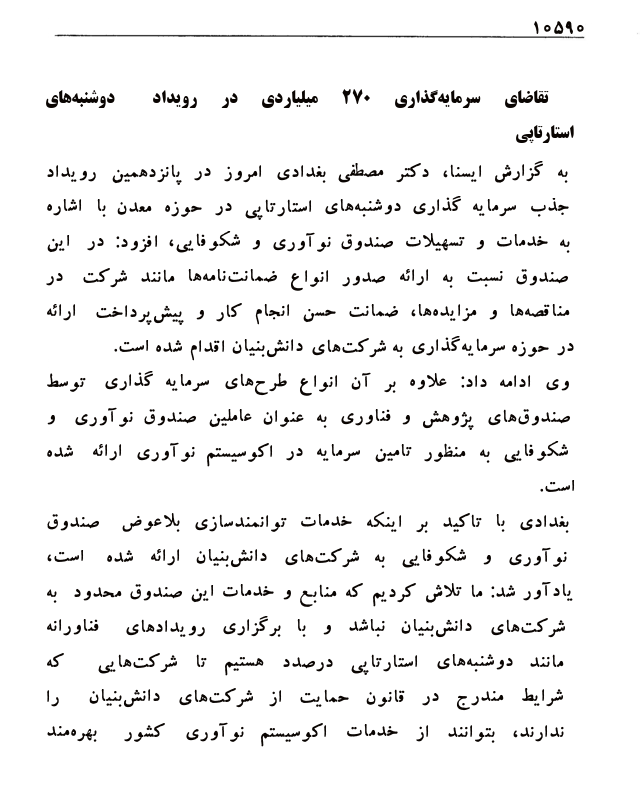 ۱۰۵۹۰
تقاضای سرمایه‌گذاری ۲۷۰ میلیاردی در رویداد دوشنبه‌های
استارتاپی
به گزارش ایسنا، دکتر مصطفی بغدادی امروز در پانزدهمین رویداد
جذب سرمایه گذاری دوشنبه‌های استارتاپی در حوزه معدن با اشاره
به خدمات و تسهیلات صندوق نوآوری و شکوفایی، افزود: در این
صندوق نسبت به ارائه صدور انواع ضمانت‌نامه‌ها مانند شرکت در
مناقصه‌ها و مزایده‌ها، ضمانت حسن انجام کار و پیش‌پرداخت ارائه
در حوزه سرمایه‌گذاری به شرکت‌های دانش‌بنیان اقدام شده است.
وی ادامه داد: علاوه بر آن انواع طرح‌های سرمایه گذاری توسط
صندوق‌های پژوهش و فناوری به عنوان عاملین صندوق نوآوری و
شکوفایی به منظور تامین سرمایه در اکوسیستم نوآوری ارائه شده
است.
بغدادی با تاکید بر اینکه خدمات توانمندسازی بلاعوض صندوق
نوآوری و شکوفایی به شرکت‌های دانش‌بنیان ارائه شده است،
یادآور شد: ما تلاش کردیم که منابع و خدمات این صندوق محدود به
شرکت‌های دانش‌بنیان نباشد و با برگزاری رویدادهای فناورانه
مانند دوشنبه‌های استارتاپی درصدد هستیم تا شرکت‌هایی که
شرایط مندرج در قانون حمایت از شرکت‌های دانش‌بنیان را
ندارند، بتوانند از خدمات اکوسیستم نوآوری کشور بهره‌مند